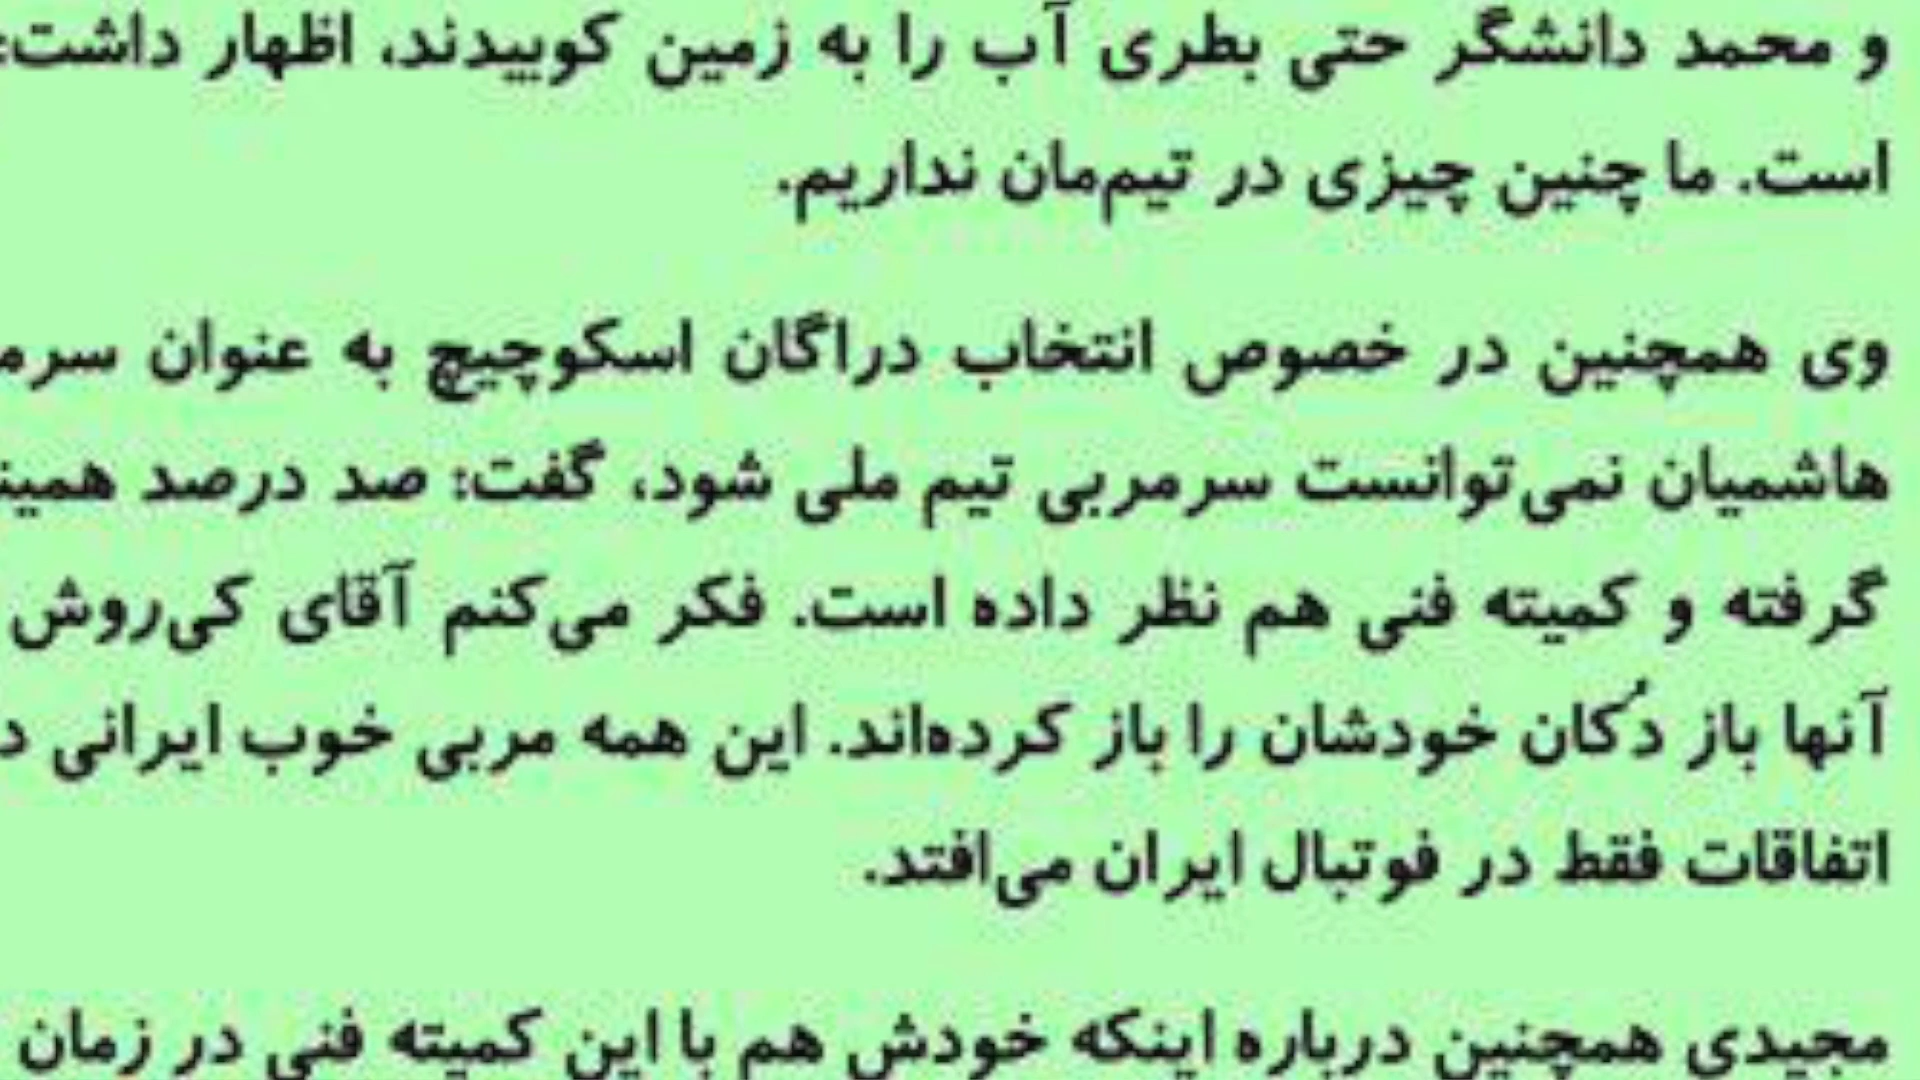 و محمد دانشگر حتی بطری آب را به زمین کوبیدند، اظهار داشت:
است. ما چنین چیزی در تیم‌مان نداریم.
وی همچنین در خصوص انتخاب دراگان اسکوچیچ به عنوان سرم
هاشمیان نمی‌توانست سرمربی تیم ملی شود، گفت: صد درصد همین
گرفته و کمیته فنی هم نظر داده است. فکر می‌کنم آقای کی‌روش
آنها باز دُکان خودشان را باز کرده‌اند. این همه مربی خوب ایرانی د
اتفاقات فقط در فوتبال ایران می‌افتد.
مجیدی همچنین درباره اینکه خودش هم با این کمیته فنی در زمان